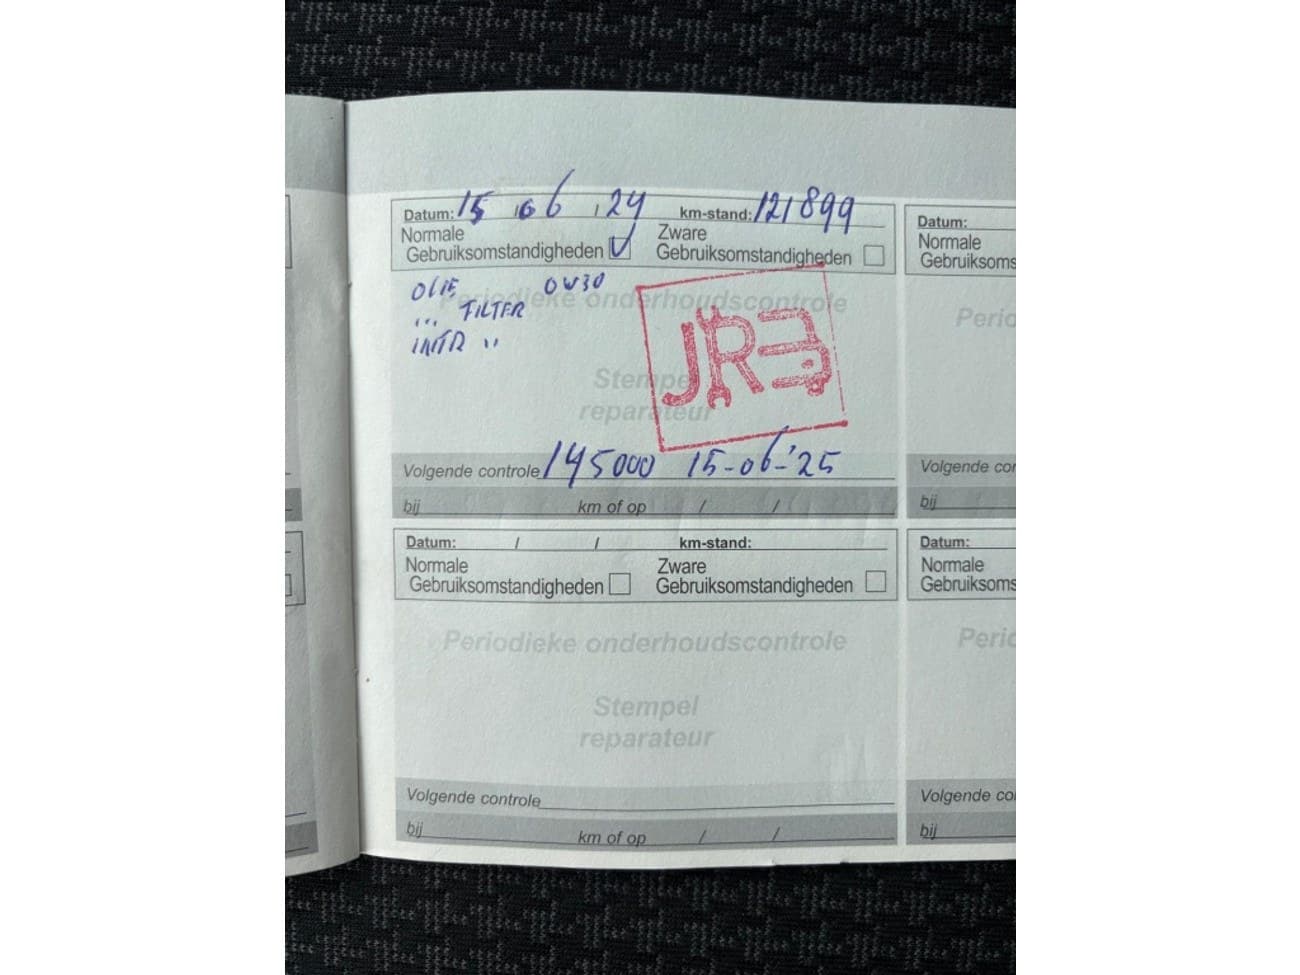 Datum: 15 / 06 / 24 km-stand: 121899
Normale Gebruiksomstandigheden
Zware Gebruiksomstandigheden
OLIE 0W30
Periodieke onderhoudscontrole
... FILTER
INTR "
JR
Stempel
reparateur
Volgende controle 145000 15-06-'25
bij km of op / /
Datum: / / km-stand:
Normale Gebruiksomstandigheden
Zware Gebruiksomstandigheden
Periodieke onderhoudscontrole
Stempel
reparateur
Volgende controle
bij km of op / /
Datum:
Normale
Gebruiksoms
Perio
Volgende con
bij
Datum:
Normale
Gebruiksoms
Perio
Volgende co
bij